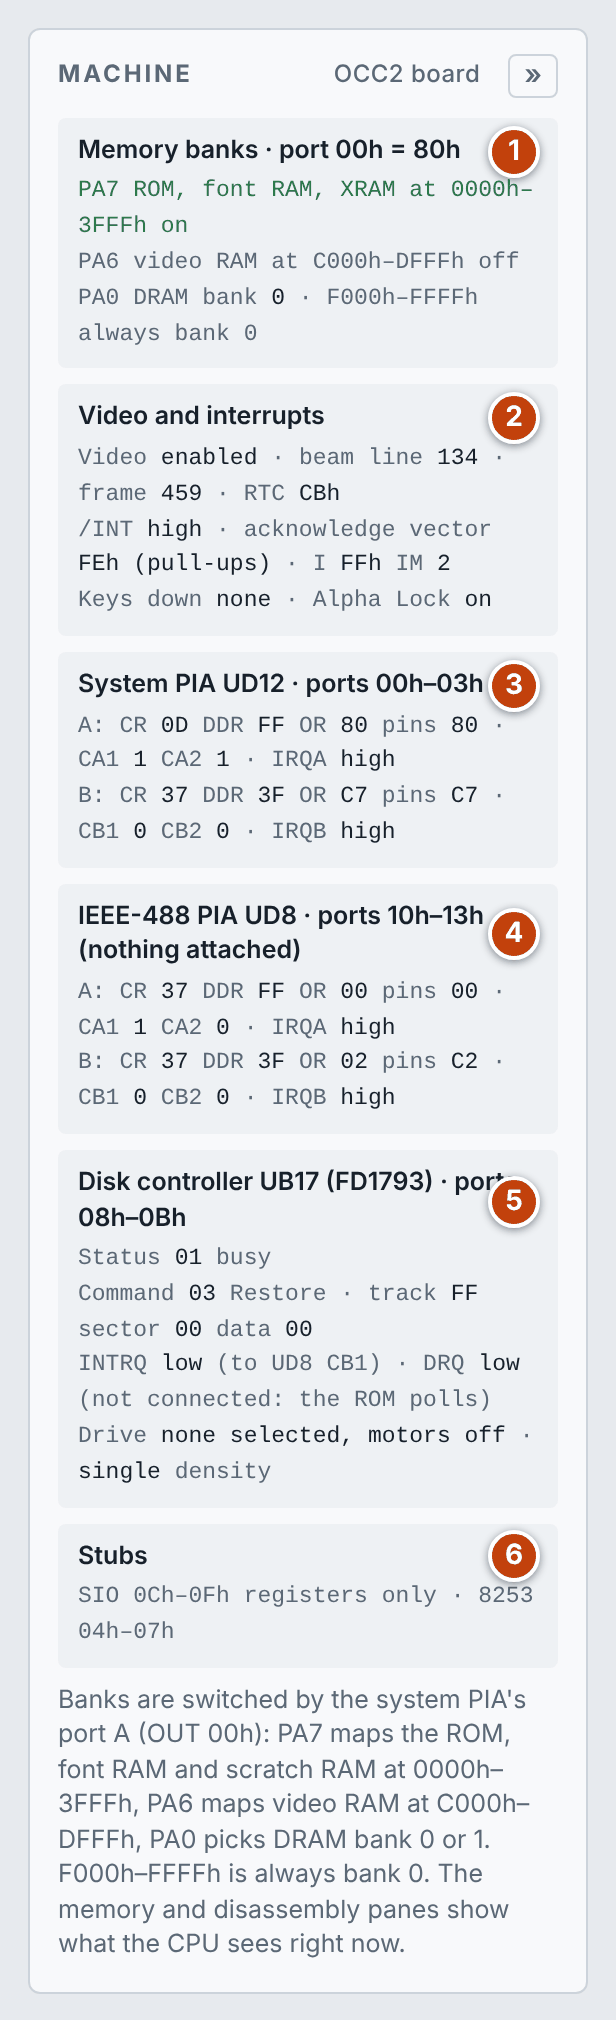 MACHINE OCC2 board »
Memory banks · port 00h = 80h 1
PA7 ROM, font RAM, XRAM at 0000h–
3FFFh on
PA6 video RAM at C000h–DFFFh off
PA0 DRAM bank 0 · F000h–FFFFh
always bank 0
Video and interrupts 2
Video enabled · beam line 134 ·
frame 459 · RTC CBh
/INT high · acknowledge vector
FEh (pull-ups) · I FFh IM 2
Keys down none · Alpha Lock on
System PIA UD12 · ports 00h–03h 3
A: CR 0D DDR FF OR 80 pins 80 ·
CA1 1 CA2 1 · IRQA high
B: CR 37 DDR 3F OR C7 pins C7 ·
CB1 0 CB2 0 · IRQB high
IEEE-488 PIA UD8 · ports 10h–13h 4
(nothing attached)
A: CR 37 DDR FF OR 00 pins 00 ·
CA1 1 CA2 0 · IRQA high
B: CR 37 DDR 3F OR 02 pins C2 ·
CB1 0 CB2 0 · IRQB high
Disk controller UB17 (FD1793) · ports 5
08h–0Bh
Status 01 busy
Command 03 Restore · track FF
sector 00 data 00
INTRQ low (to UD8 CB1) · DRQ low
(not connected: the ROM polls)
Drive none selected, motors off ·
single density
Stubs 6
SIO 0Ch–0Fh registers only · 8253
04h–07h
Banks are switched by the system PIA's
port A (OUT 00h): PA7 maps the ROM,
font RAM and scratch RAM at 0000h–
3FFFh, PA6 maps video RAM at C000h–
DFFFh, PA0 picks DRAM bank 0 or 1.
F000h–FFFFh is always bank 0. The
memory and disassembly panes show
what the CPU sees right now.